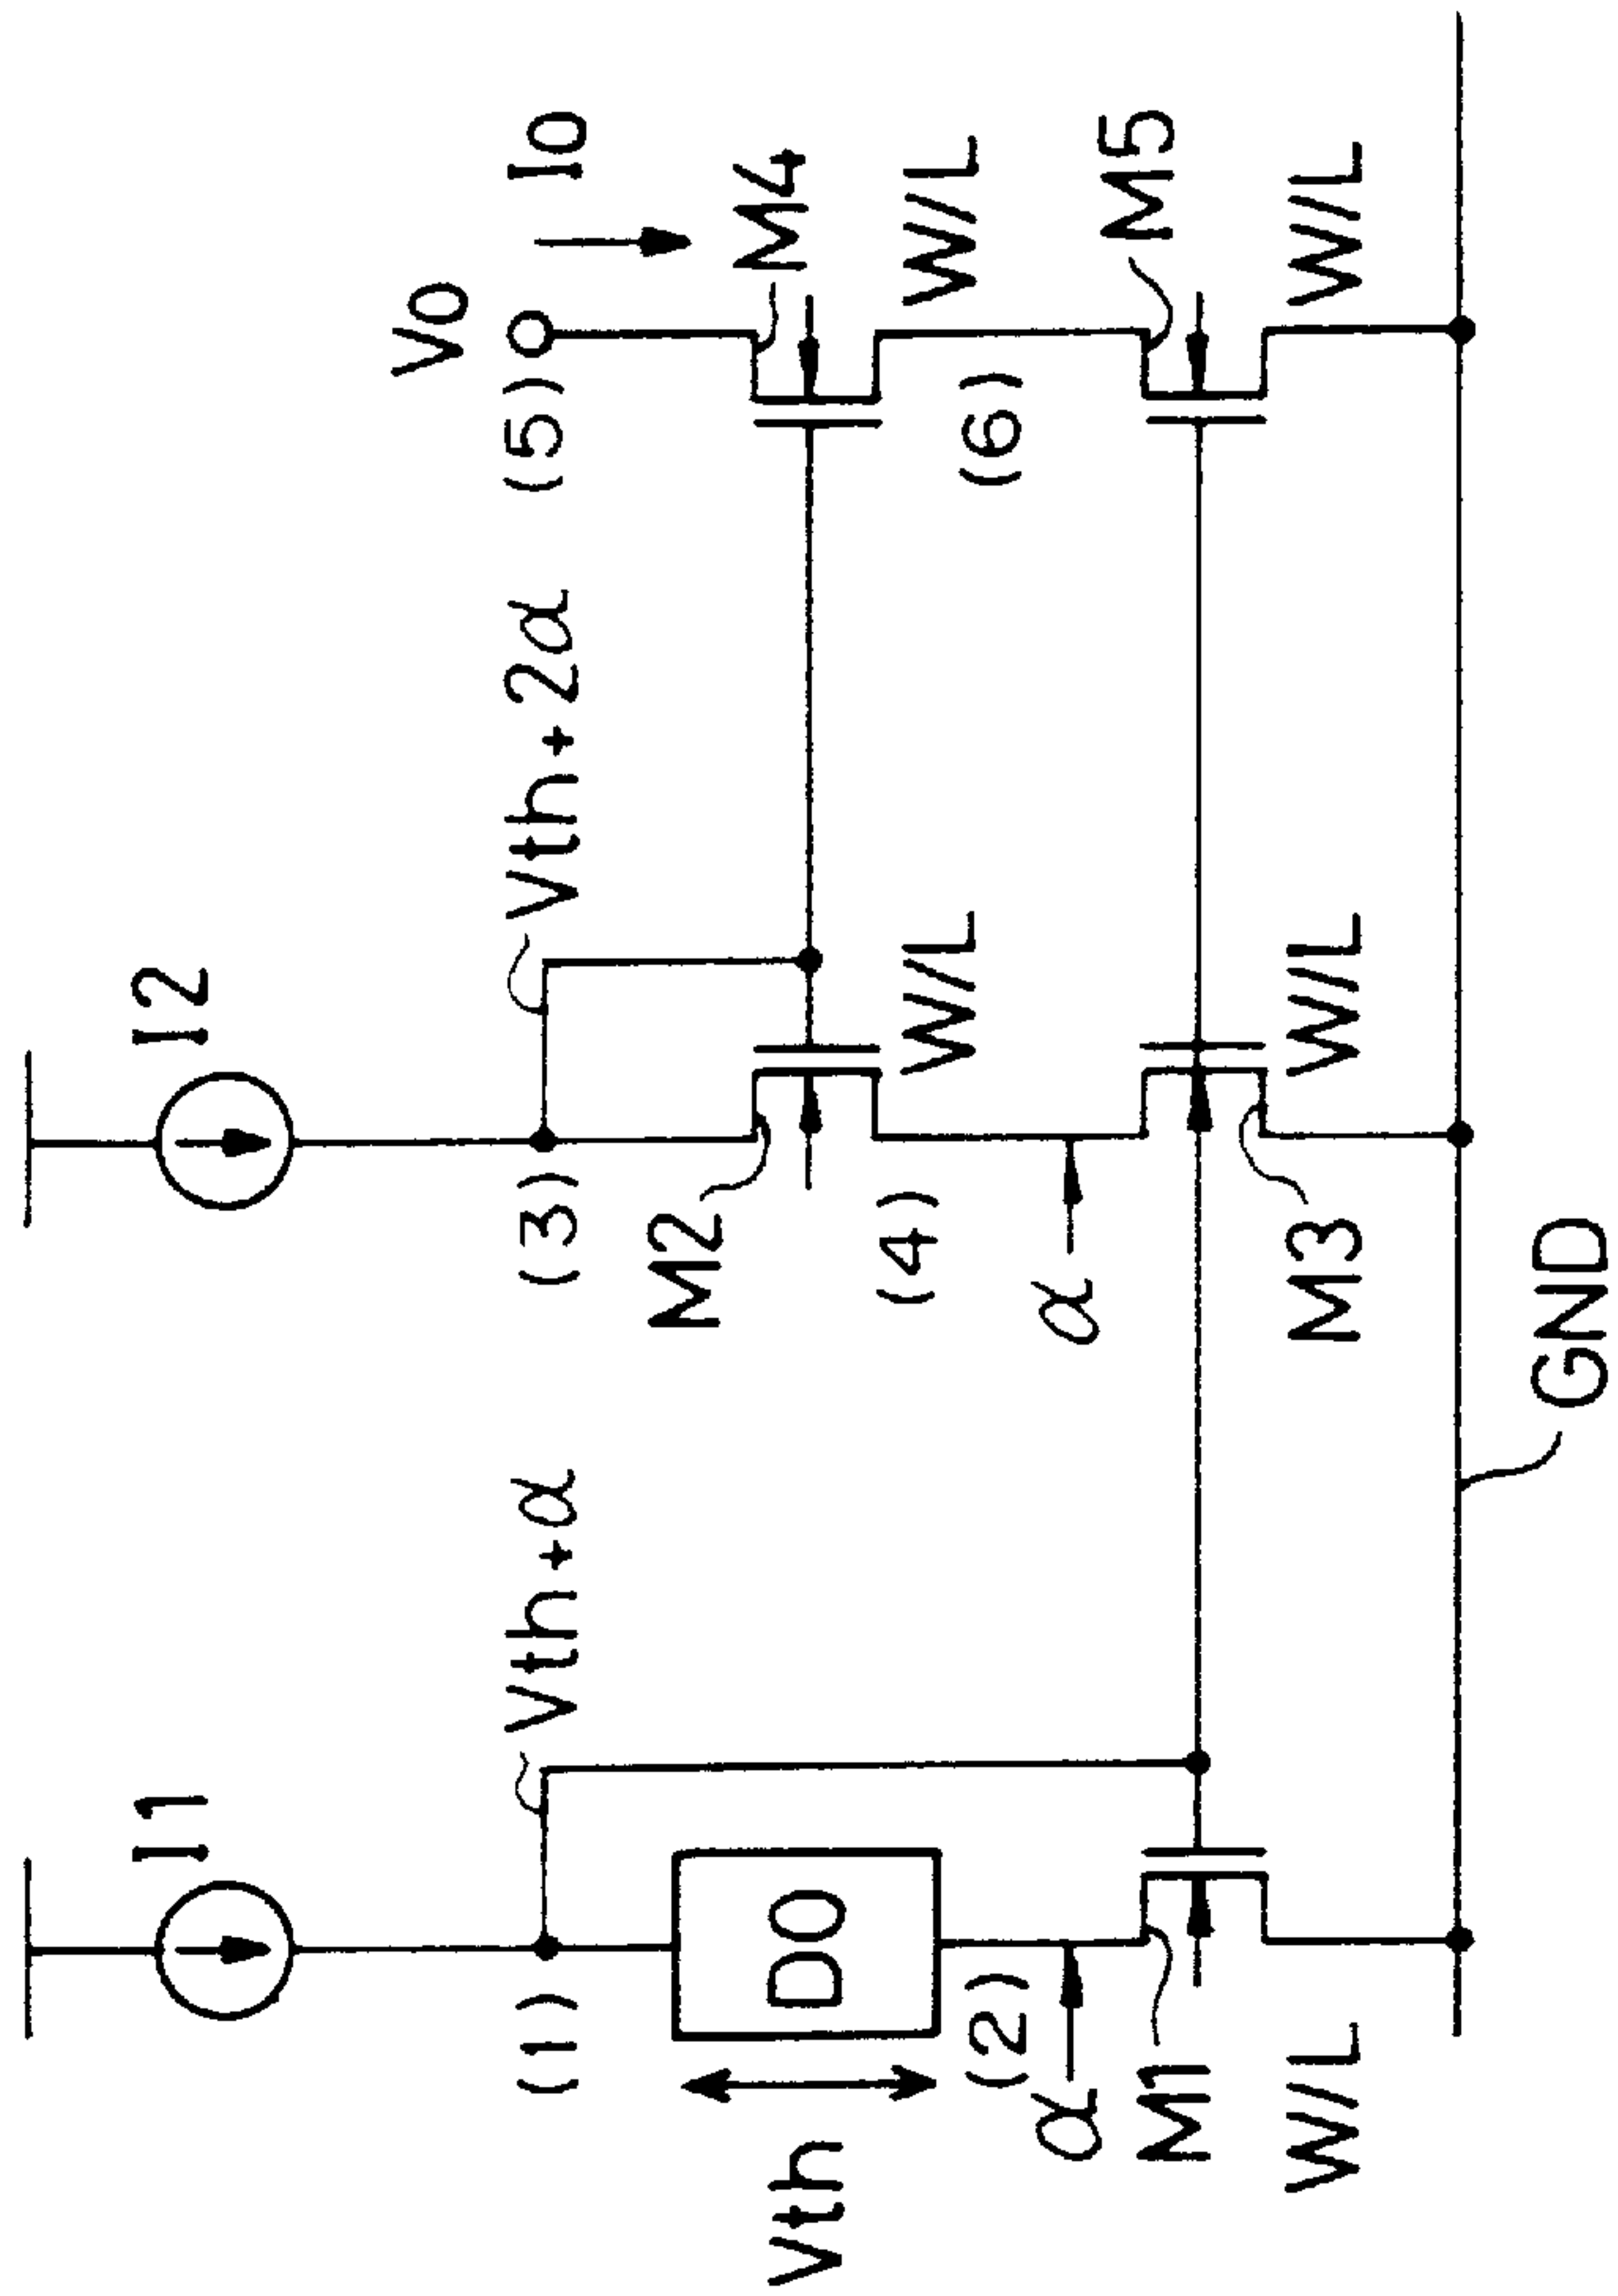 I1
I2
Vo
(1)
Vth+α
(3)
Vth+2α
(5)
Io
Vth
D0
M2
M4
W/L
W/L
(2)
(4)
(6)
α
α
M1
M5
W/L
M3
W/L
W/L
GND